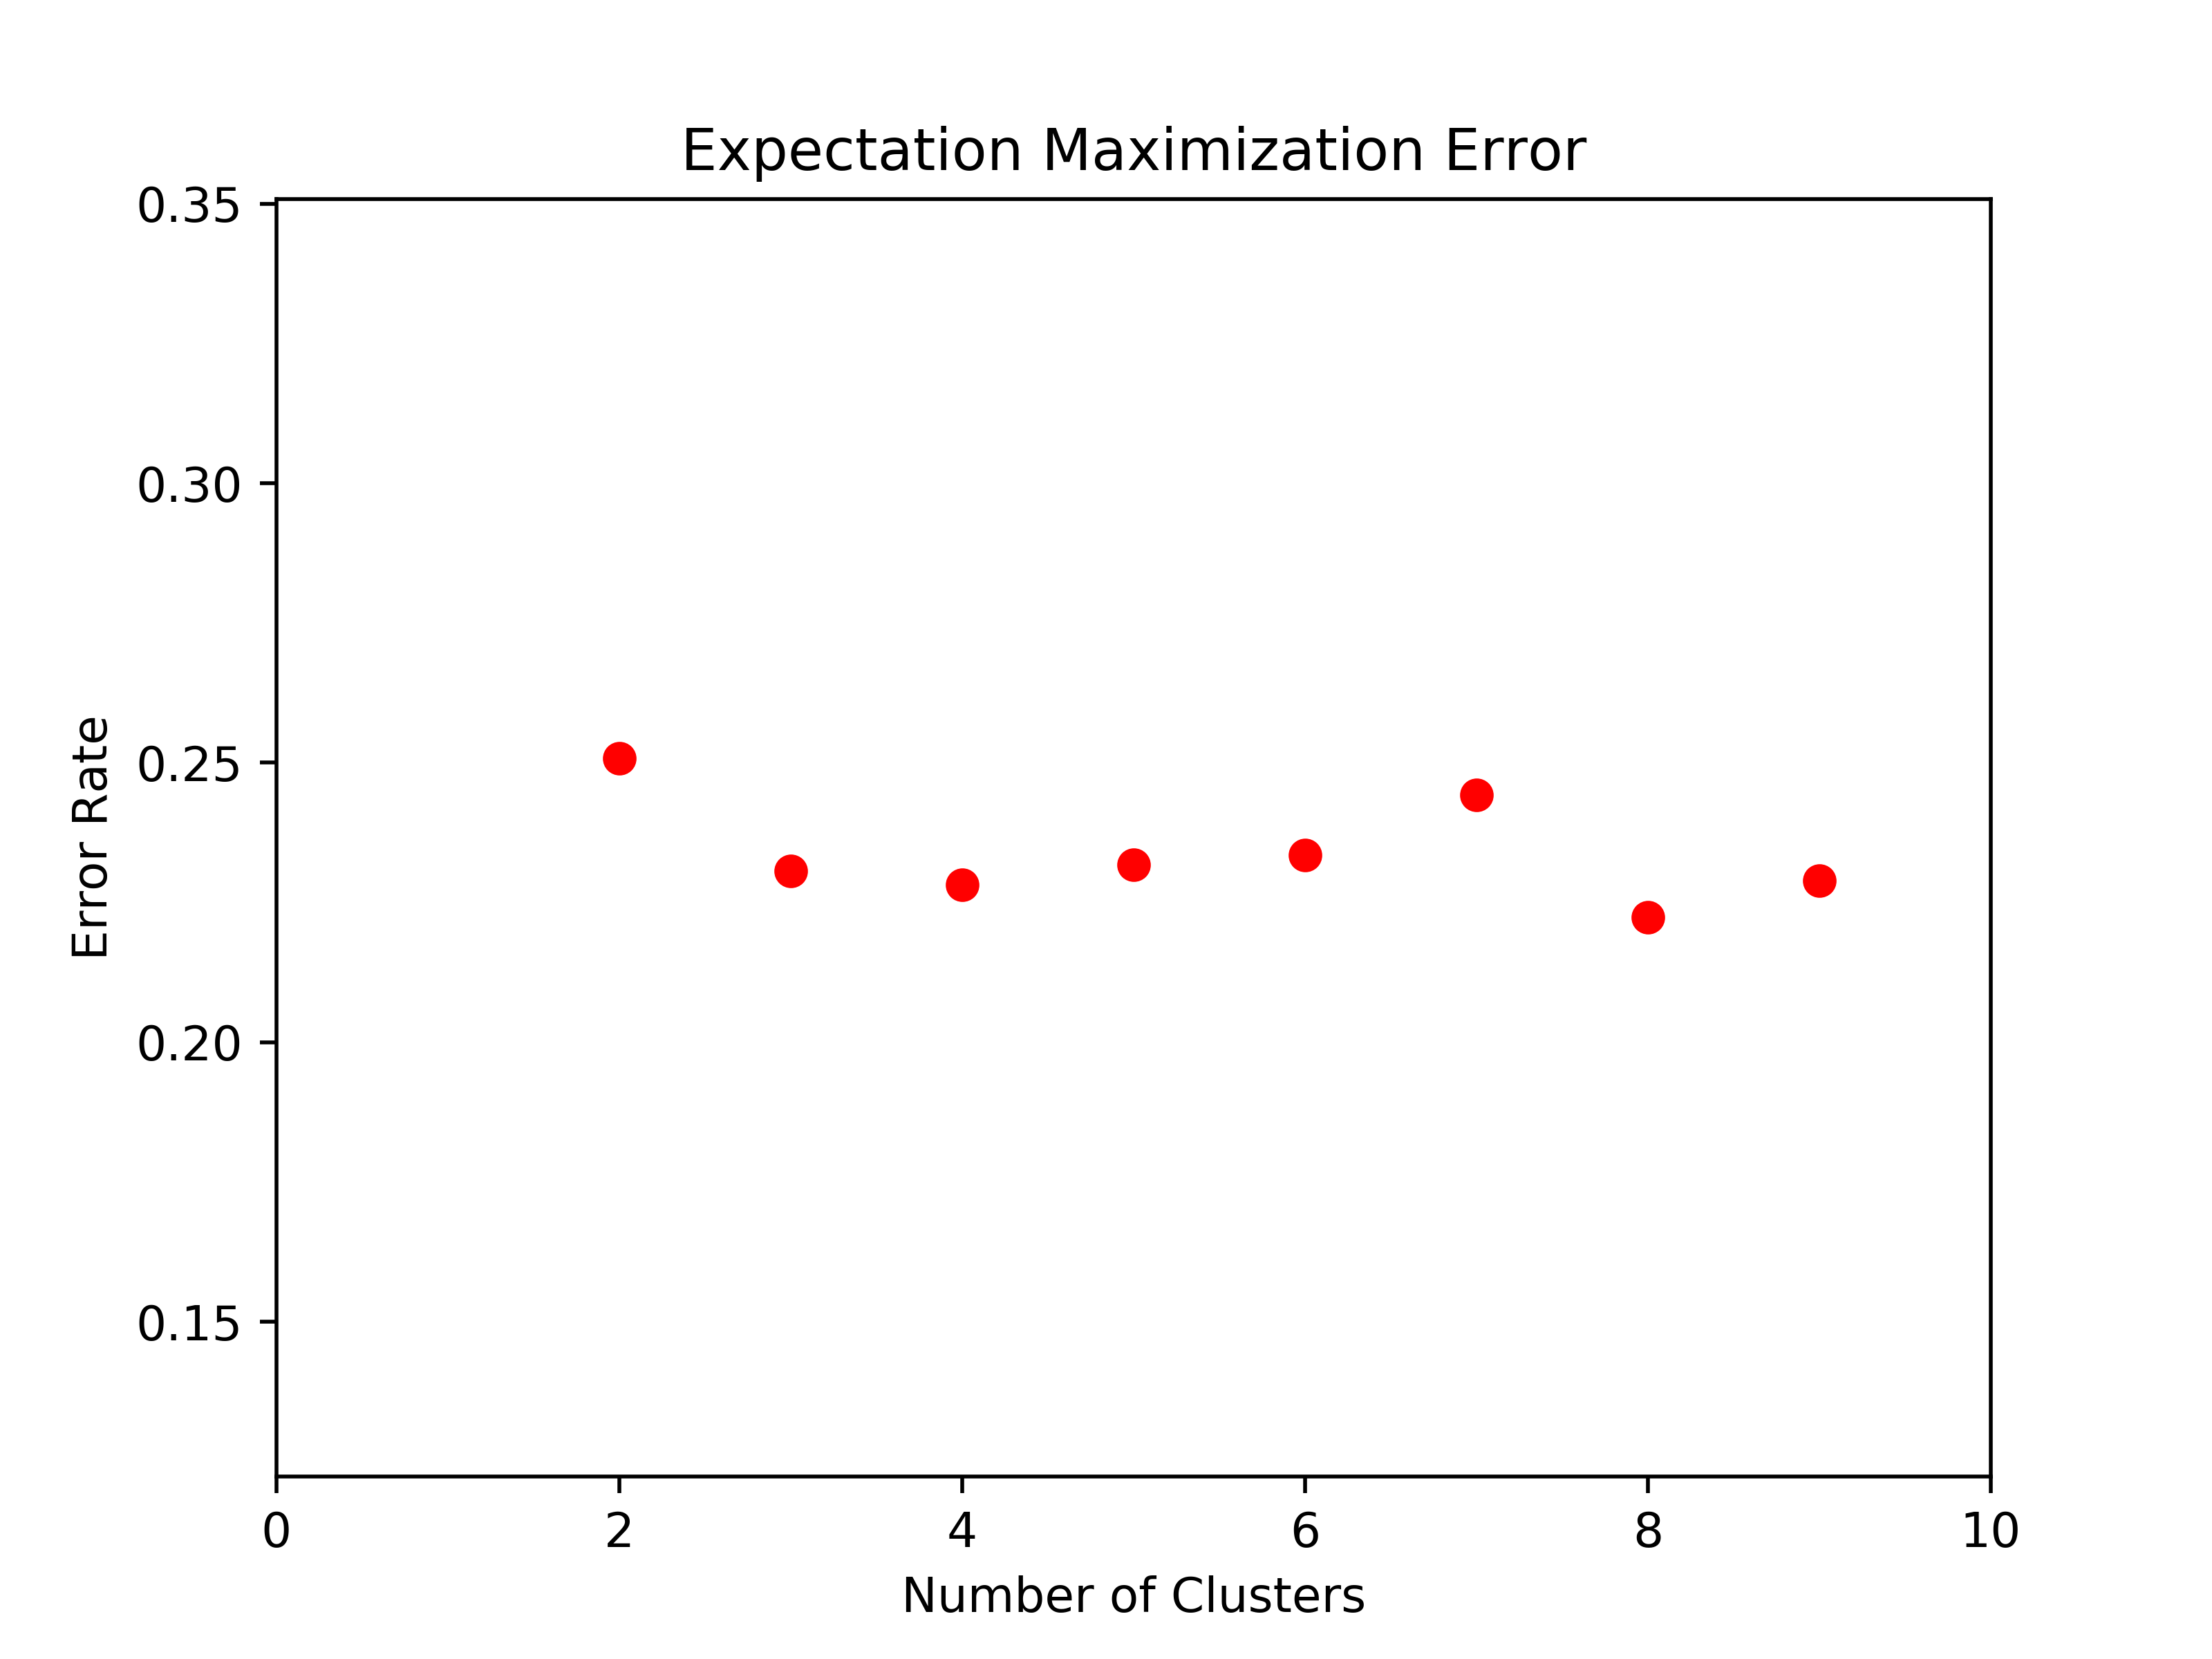 Expectation Maximization Error
0.35
0.30
0.25
0.20
0.15
Error Rate
0 2 4 6 8 10
Number of Clusters